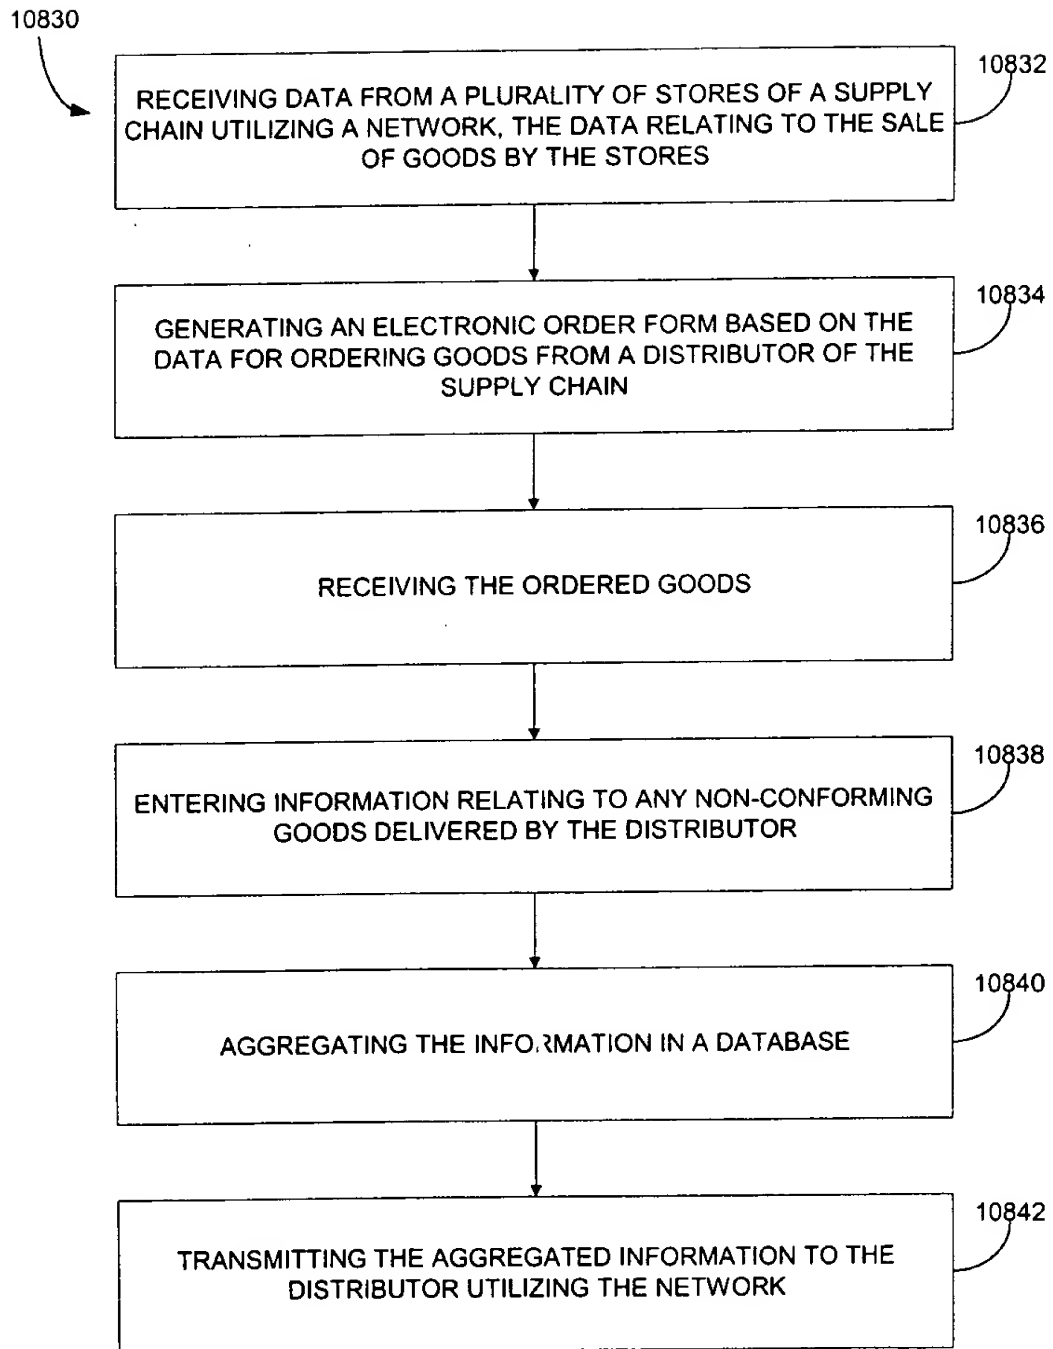 10830
10832
RECEIVING DATA FROM A PLURALITY OF STORES OF A SUPPLY
CHAIN UTILIZING A NETWORK, THE DATA RELATING TO THE SALE
OF GOODS BY THE STORES
10834
GENERATING AN ELECTRONIC ORDER FORM BASED ON THE
DATA FOR ORDERING GOODS FROM A DISTRIBUTOR OF THE
SUPPLY CHAIN
10836
RECEIVING THE ORDERED GOODS
10838
ENTERING INFORMATION RELATING TO ANY NON-CONFORMING
GOODS DELIVERED BY THE DISTRIBUTOR
10840
AGGREGATING THE INFORMATION IN A DATABASE
10842
TRANSMITTING THE AGGREGATED INFORMATION TO THE
DISTRIBUTOR UTILIZING THE NETWORK